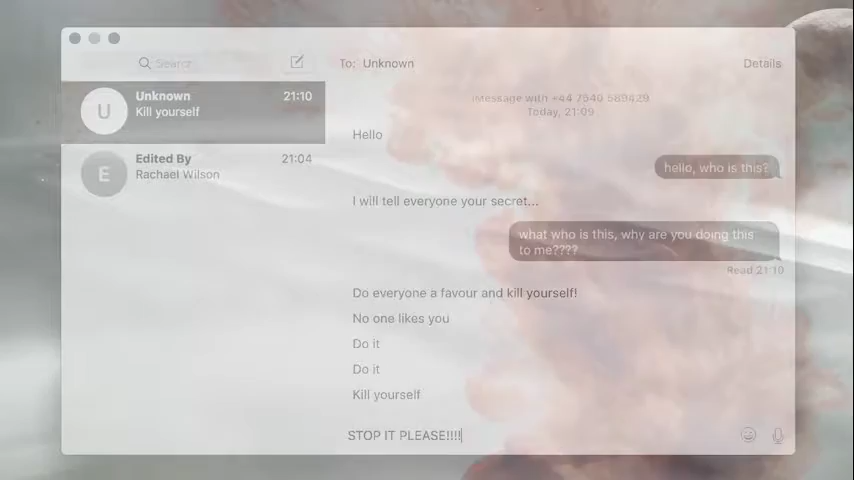 Search
To: Unknown
Details
U
Unknown
21:10
Kill yourself
E
Edited By
21:04
Rachael Wilson
iMessage with +44 7540 589429
Today, 21:09
Hello
hello, who is this?
I will tell everyone your secret...
what who is this, why are you doing this
to me????
Read 21:10
Do everyone a favour and kill yourself!
No one likes you
Do it
Do it
Kill yourself
STOP IT PLEASE!!!!